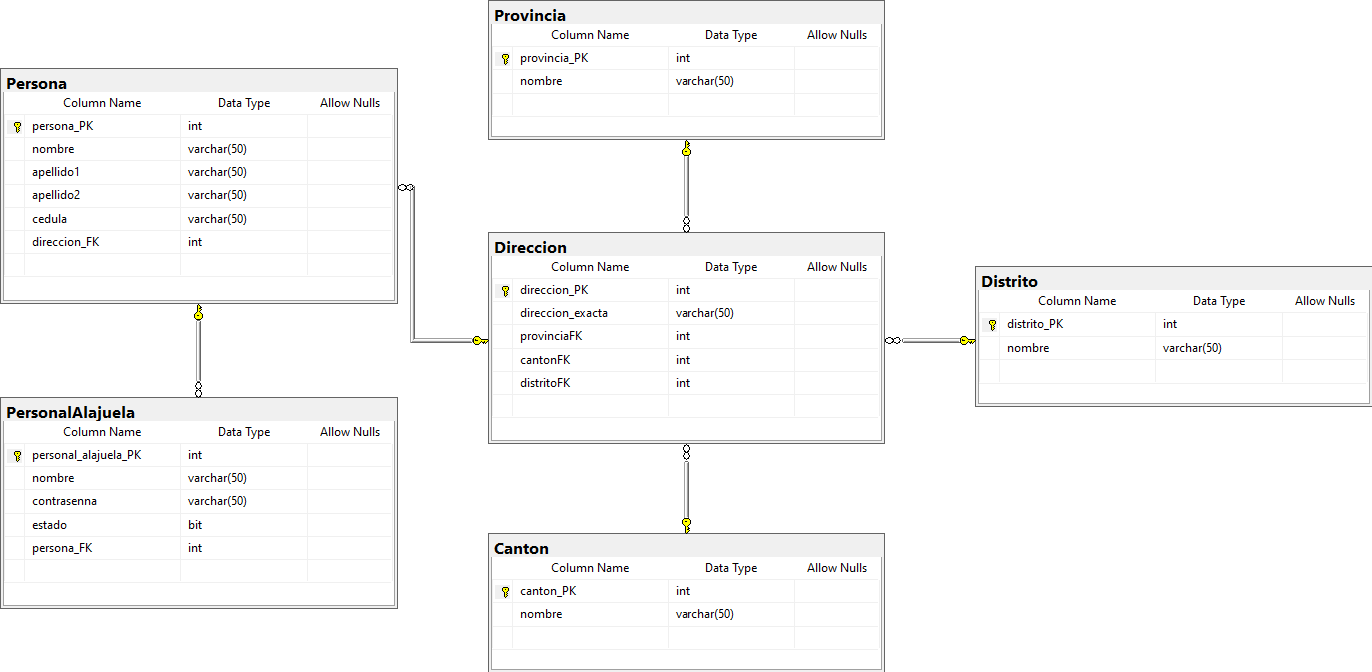 Provincia
Column Name Data Type Allow Nulls
provincia_PK int
nombre varchar(50)
Persona
Column Name Data Type Allow Nulls
persona_PK int
nombre varchar(50)
apellido1 varchar(50)
apellido2 varchar(50)
cedula varchar(50)
direccion_FK int
Direccion
Column Name Data Type Allow Nulls
direccion_PK int
direccion_exacta varchar(50)
provinciaFK int
cantonFK int
distritoFK int
Distrito
Column Name Data Type Allow Nulls
distrito_PK int
nombre varchar(50)
PersonalAlajuela
Column Name Data Type Allow Nulls
personal_alajuela_PK int
nombre varchar(50)
contrasenna varchar(50)
estado bit
persona_FK int
Canton
Column Name Data Type Allow Nulls
canton_PK int
nombre varchar(50)